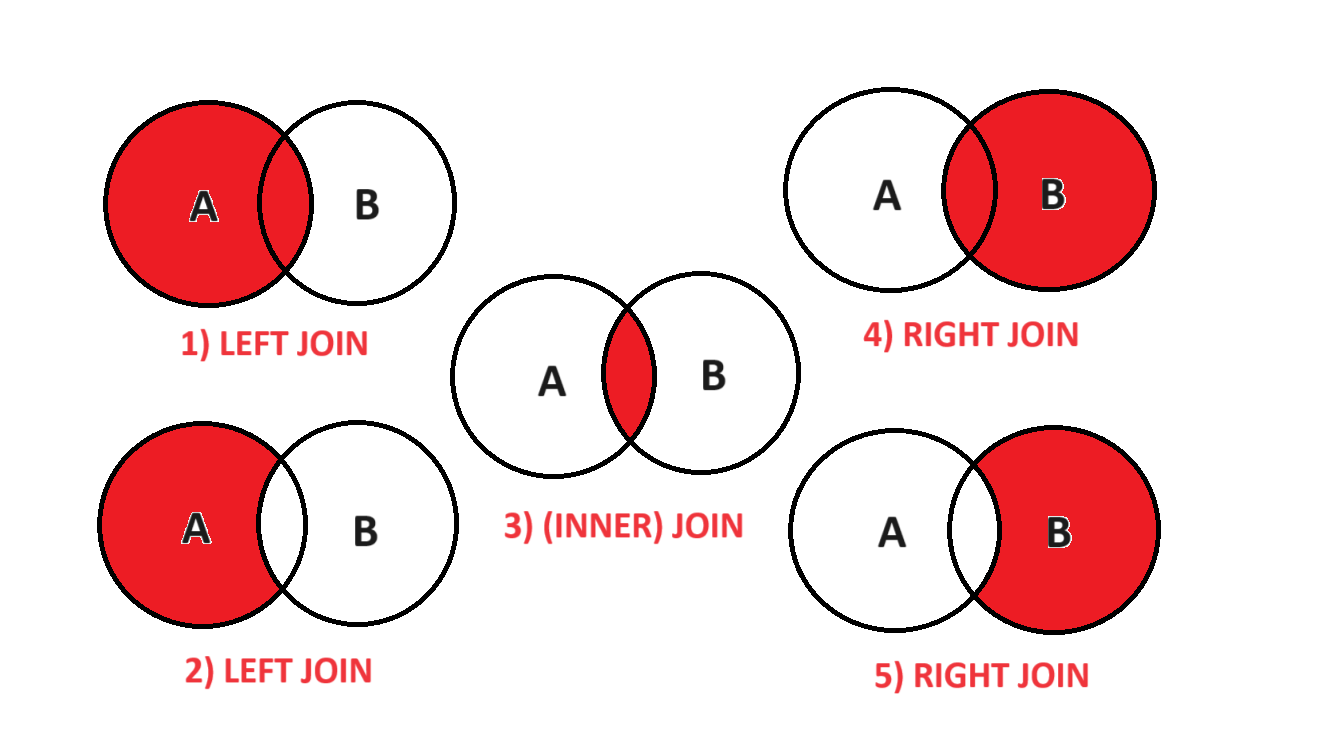 A B
1) LEFT JOIN
A B
2) LEFT JOIN
A B
3) (INNER) JOIN
A B
4) RIGHT JOIN
A B
5) RIGHT JOIN